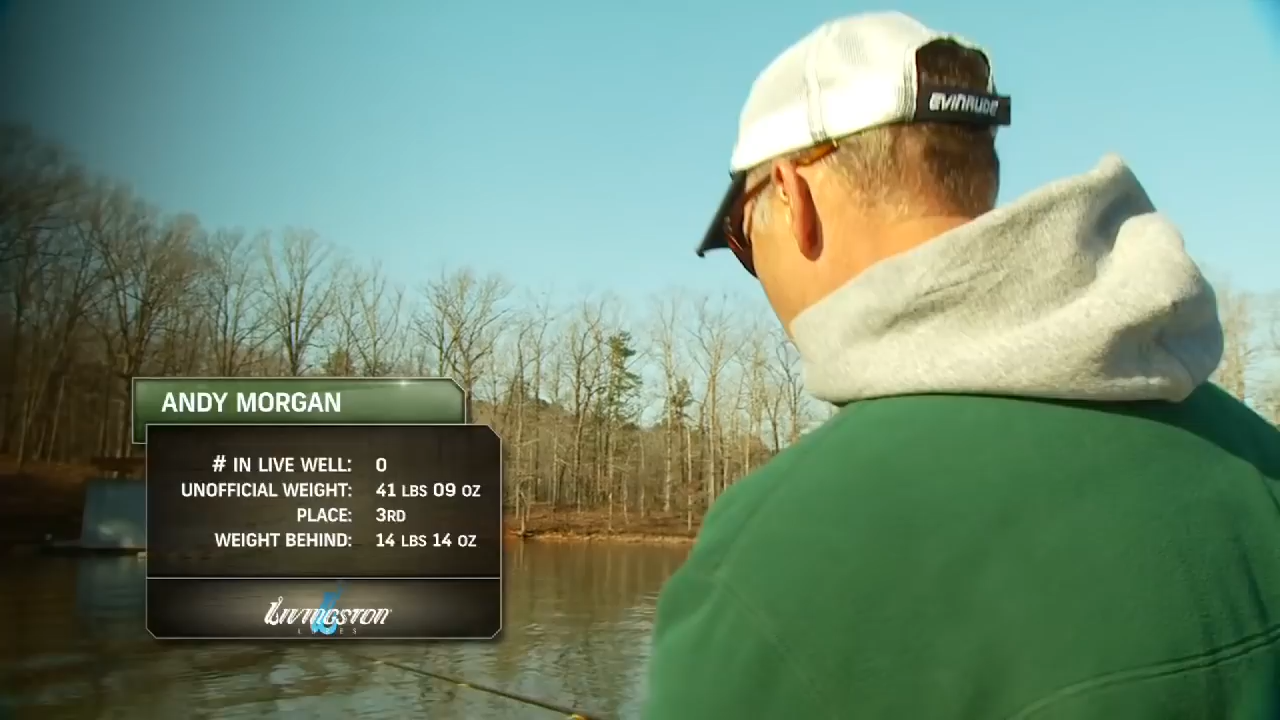 EVINRUDE
ANDY MORGAN
# IN LIVE WELL: 0
UNOFFICIAL WEIGHT: 41 LBS 09 OZ
PLACE: 3RD
WEIGHT BEHIND: 14 LBS 14 OZ
LIVINGSTON
LURES